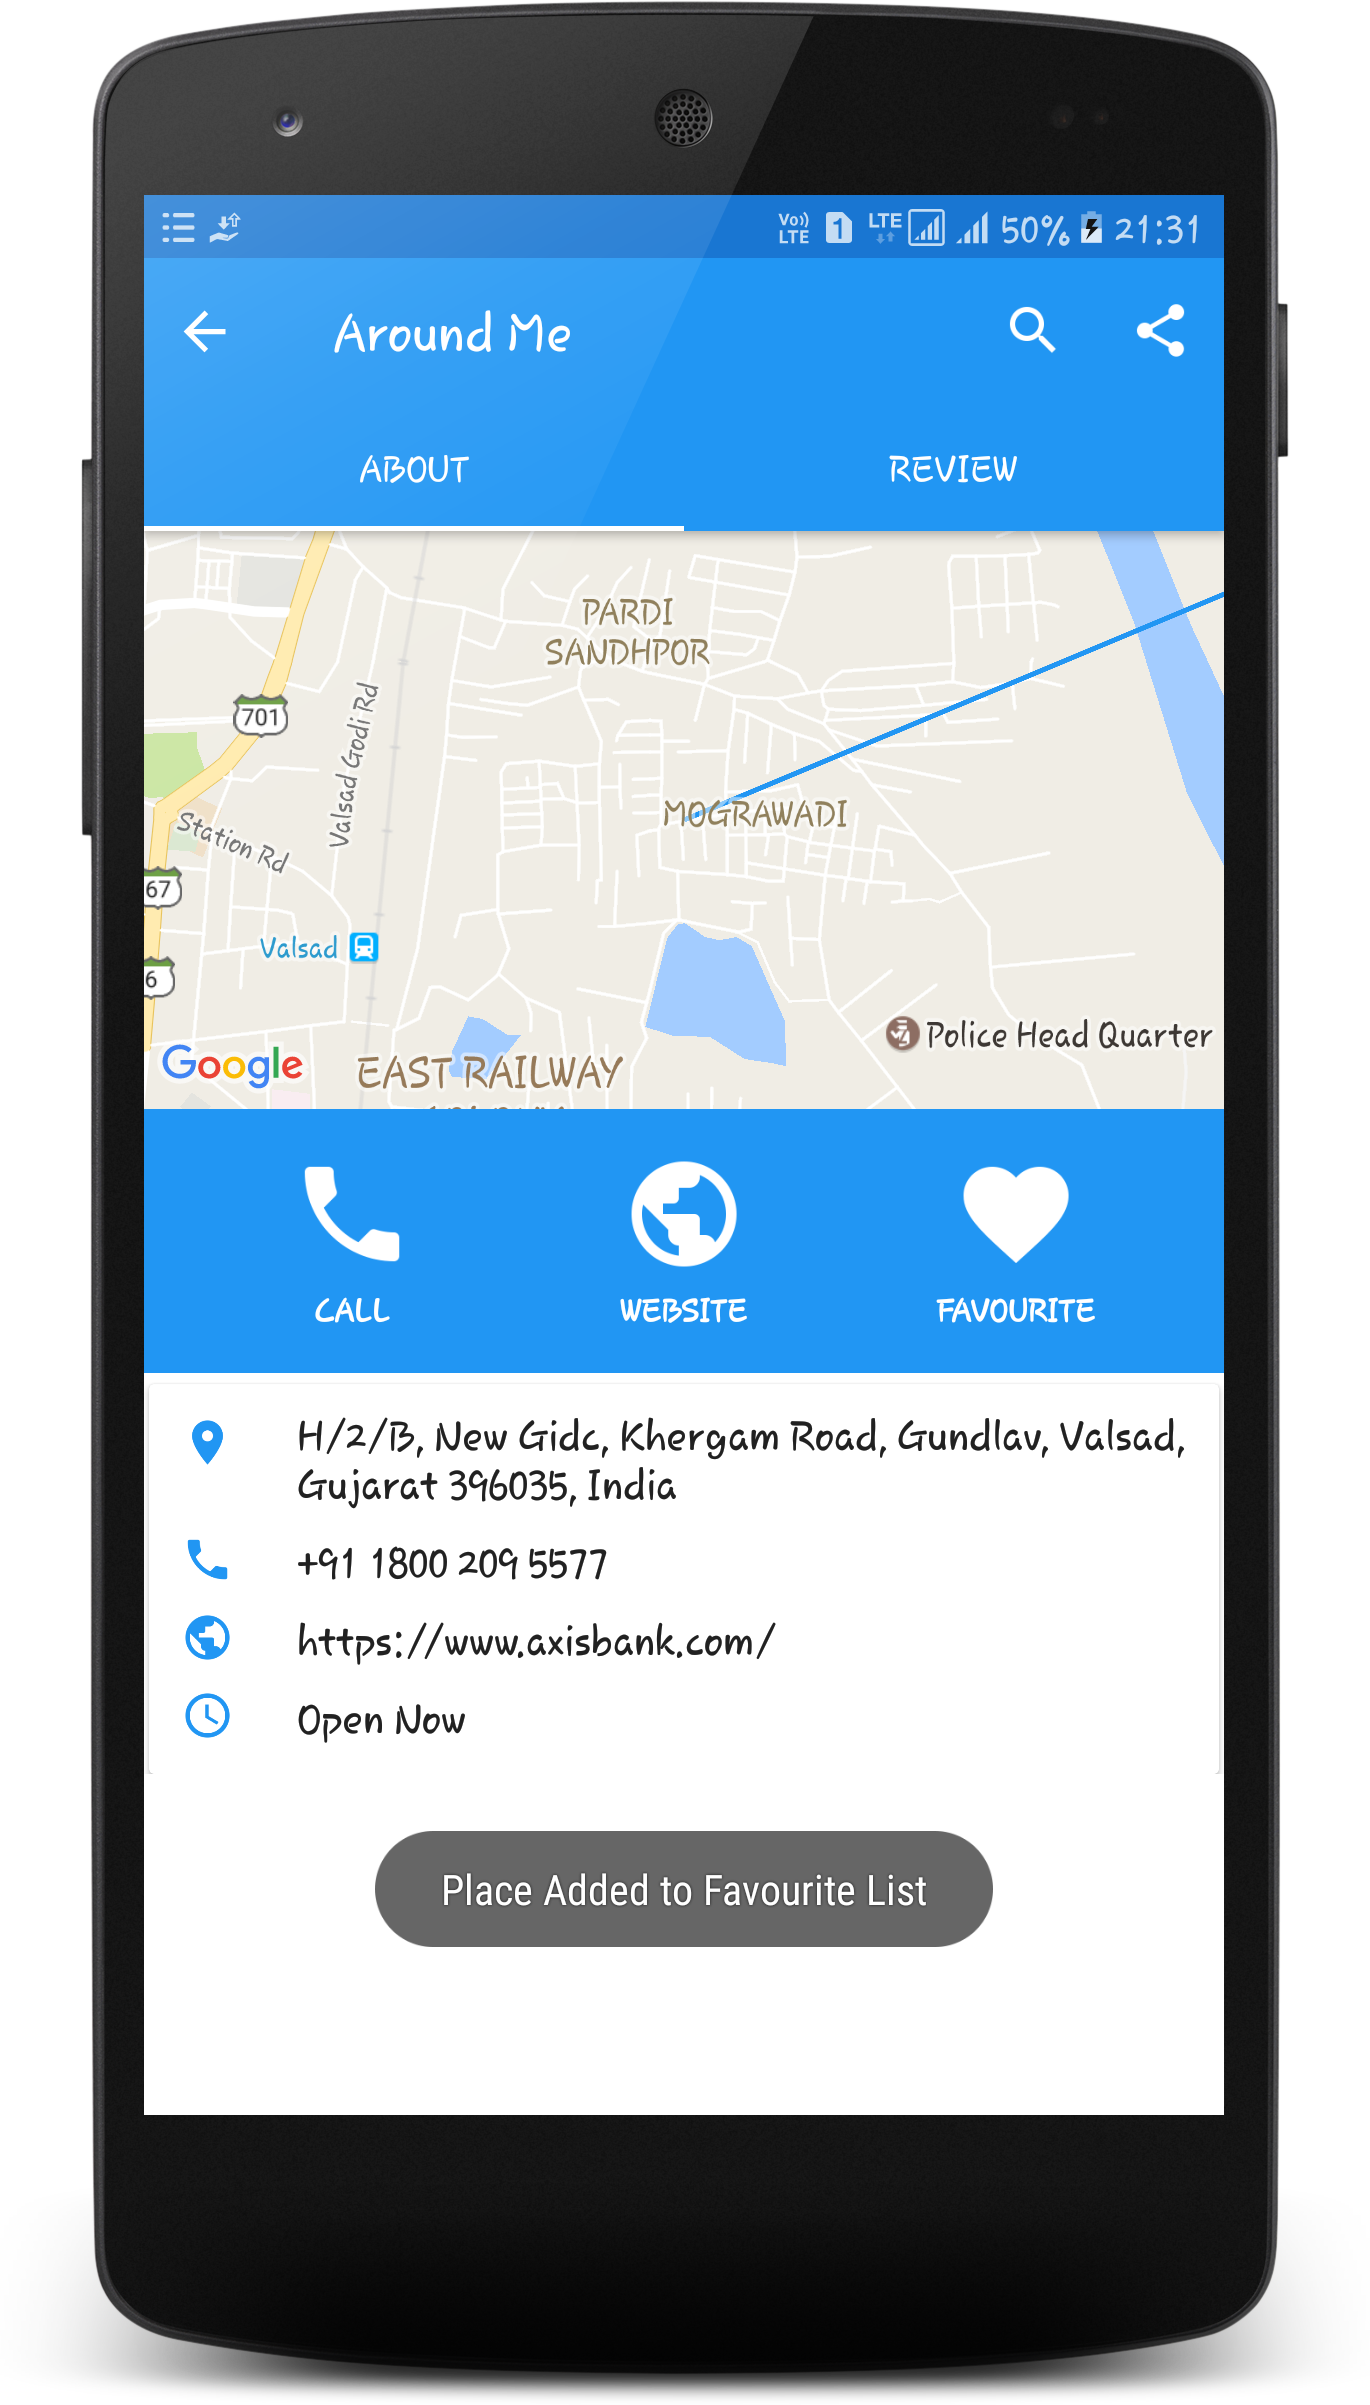 Vo)) LTE 1 LTE 50% 21:31
Around Me
ABOUT REVIEW
PARDI
SANDHPOR
701
Valsad Godi Rd
MOGRAWADI
Station Rd
67
Valsad
6
Police Head Quarter
Google
EAST RAILWAY
CALL WEBSITE FAVOURITE
H/2/B, New Gidc, Khergam Road, Gundlav, Valsad,
Gujarat 396035, India
+91 1800 209 5577
https://www.axisbank.com/
Open Now
Place Added to Favourite List